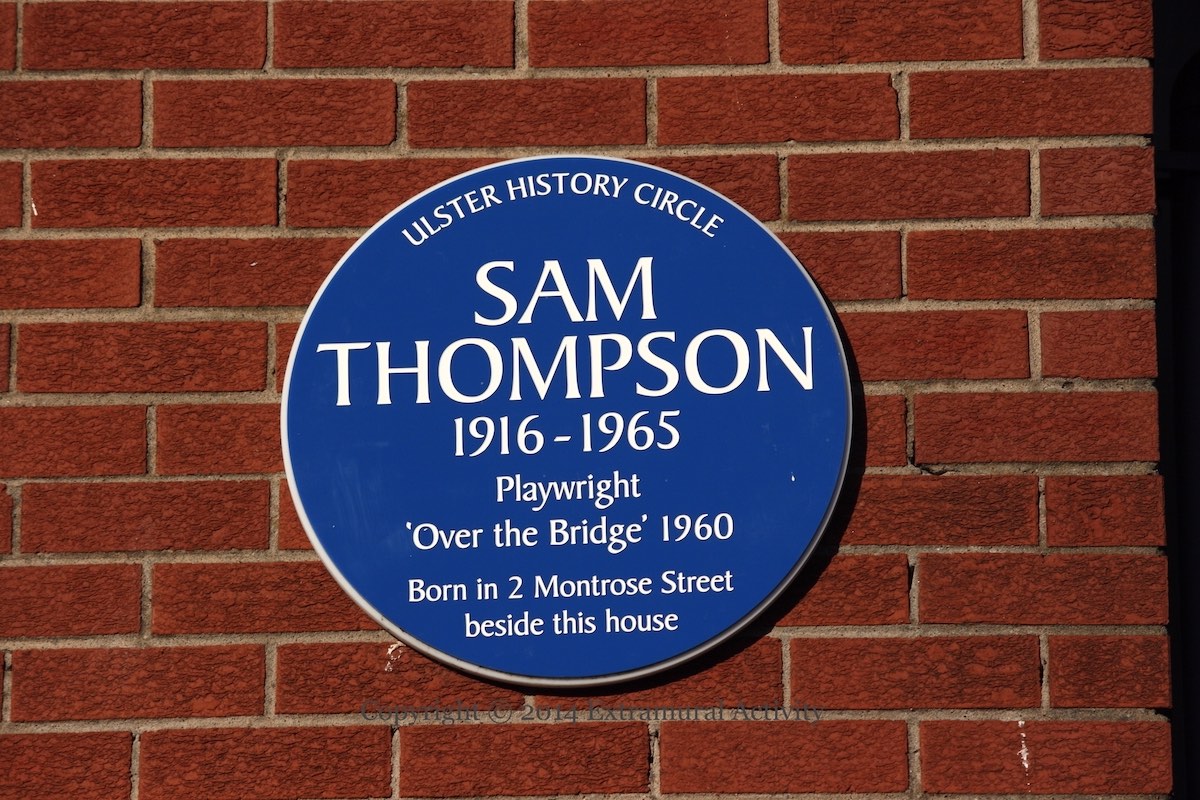 ULSTER HISTORY CIRCLE
SAM
THOMPSON
1916-1965
Playwright
‘Over the Bridge’ 1960
Born in 2 Montrose Street
beside this house
Copyright © 2014 Extramural Activity